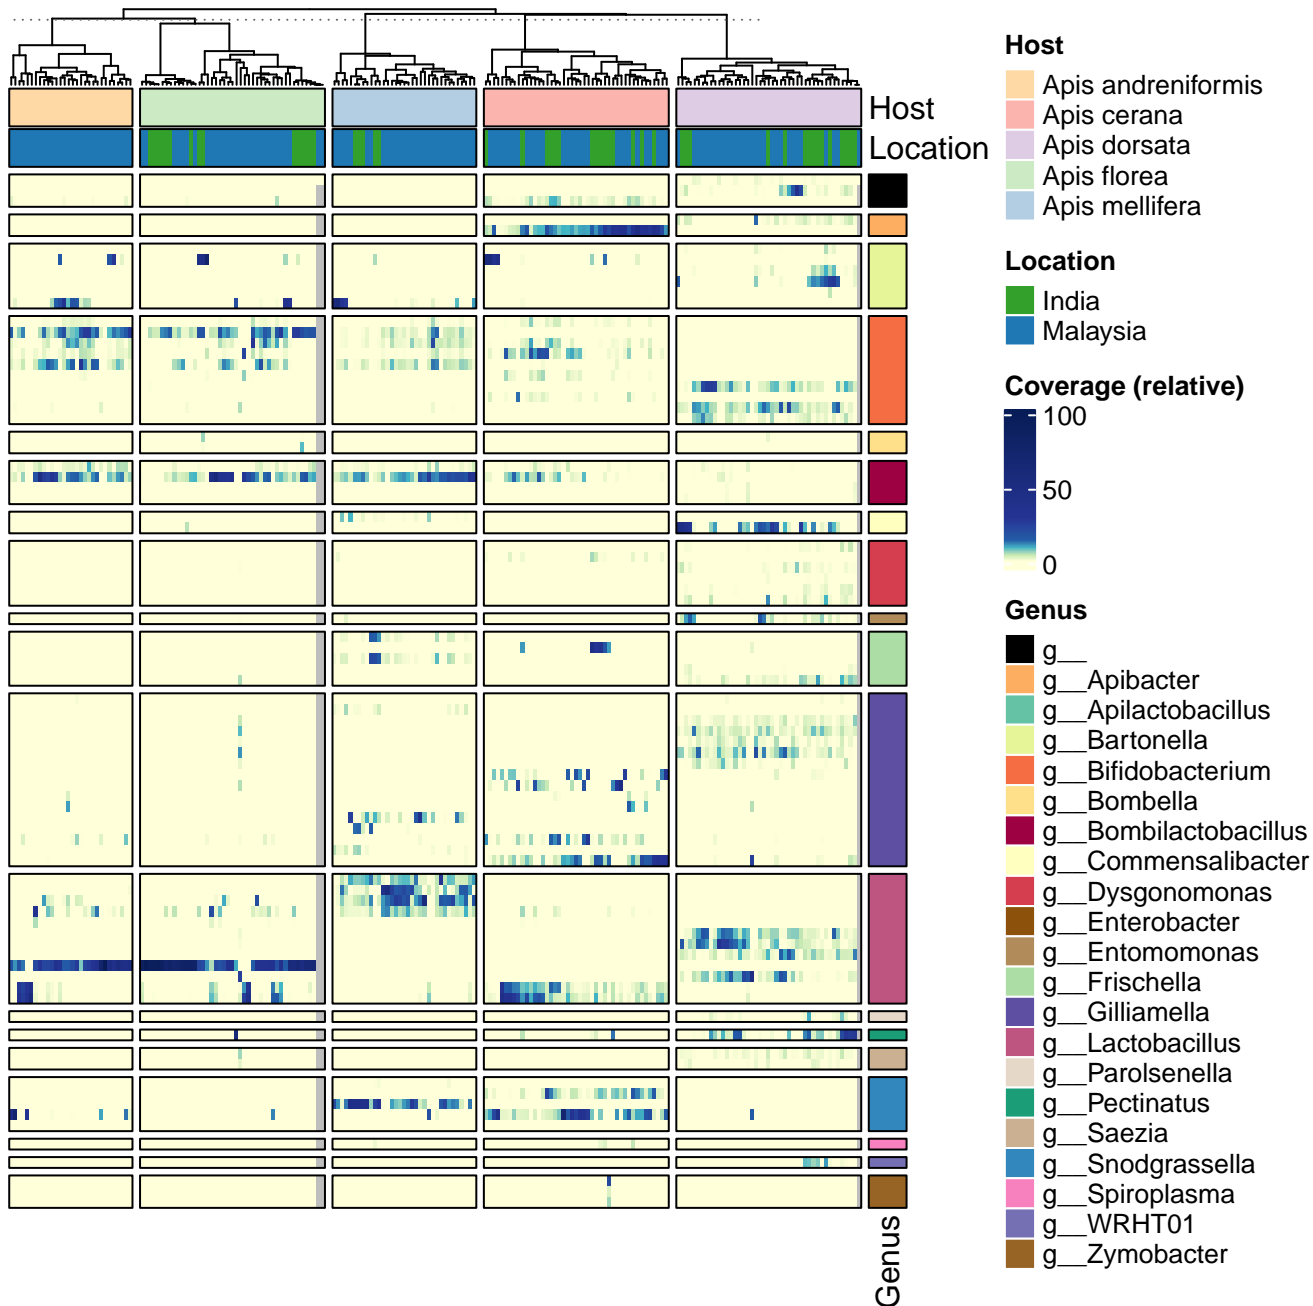 Host
Location
Genus
Host
Apis andreniformis
Apis cerana
Apis dorsata
Apis florea
Apis mellifera
Location
India
Malaysia
Coverage (relative)
100
50
0
Genus
g__
g__Apibacter
g__Apilactobacillus
g__Bartonella
g__Bifidobacterium
g__Bombella
g__Bombilactobacillus
g__Commensalibacter
g__Dysgonomonas
g__Enterobacter
g__Entomomonas
g__Frischella
g__Gilliamella
g__Lactobacillus
g__Parolsenella
g__Pectinatus
g__Saezia
g__Snodgrassella
g__Spiroplasma
g__WRHT01
g__Zymobacter